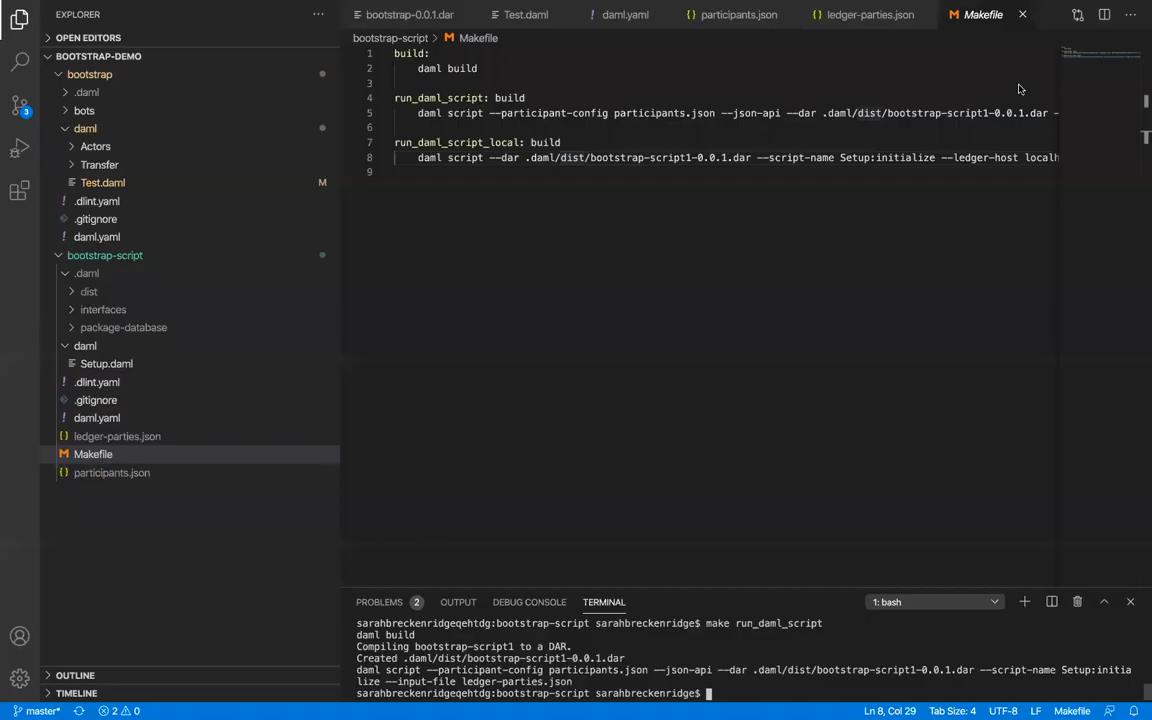 EXPLORER
OPEN EDITORS
BOOTSTRAP-DEMO
bootstrap
.daml
bots
daml
Actors
Transfer
Test.daml M
.dlint.yaml
.gitignore
daml.yaml
bootstrap-script
.daml
dist
interfaces
package-database
daml
Setup.daml
.dlint.yaml
.gitignore
daml.yaml
ledger-parties.json
Makefile
participants.json
OUTLINE
TIMELINE
3
bootstrap-0.0.1.dar Test.daml daml.yaml participants.json ledger-parties.json Makefile
bootstrap-script > Makefile
1 build:
2 daml build
3
4 run_daml_script: build
5 daml script --participant-config participants.json --json-api --dar .daml/dist/bootstrap-script1-0.0.1.dar -
6
7 run_daml_script_local: build
8 daml script --dar .daml/dist/bootstrap-script1-0.0.1.dar --script-name Setup:initialize --ledger-host localh
9
PROBLEMS 2 OUTPUT DEBUG CONSOLE TERMINAL 1: bash
sarahbreckenridgeqehtdg:bootstrap-script sarahbreckenridge$ make run_daml_script
daml build
Compiling bootstrap-script1 to a DAR.
Created .daml/dist/bootstrap-script1-0.0.1.dar
daml script --participant-config participants.json --json-api --dar .daml/dist/bootstrap-script1-0.0.1.dar --script-name Setup:initia
lize --input-file ledger-parties.json
sarahbreckenridgeqehtdg:bootstrap-script sarahbreckenridge$
master* 2 0 Ln 8, Col 29 Tab Size: 4 UTF-8 LF Makefile